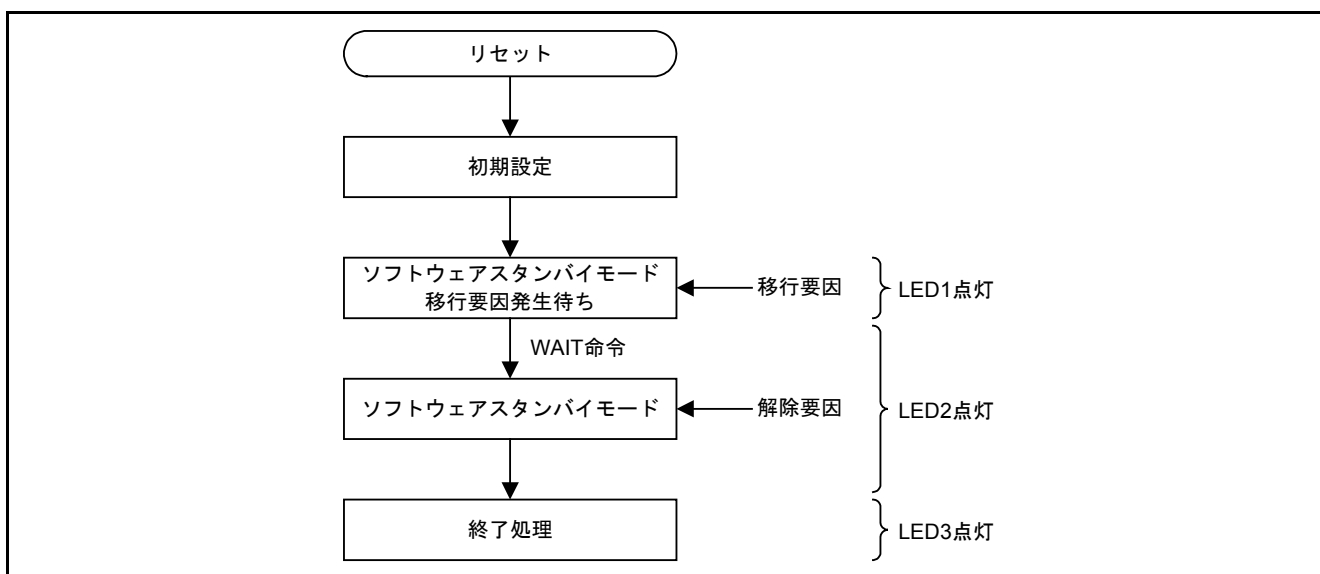 リセット
初期設定
ソフトウェアスタンバイモード
移行要因発生待ち
移行要因
LED1点灯
WAIT命令
ソフトウェアスタンバイモード
解除要因
LED2点灯
終了処理
LED3点灯